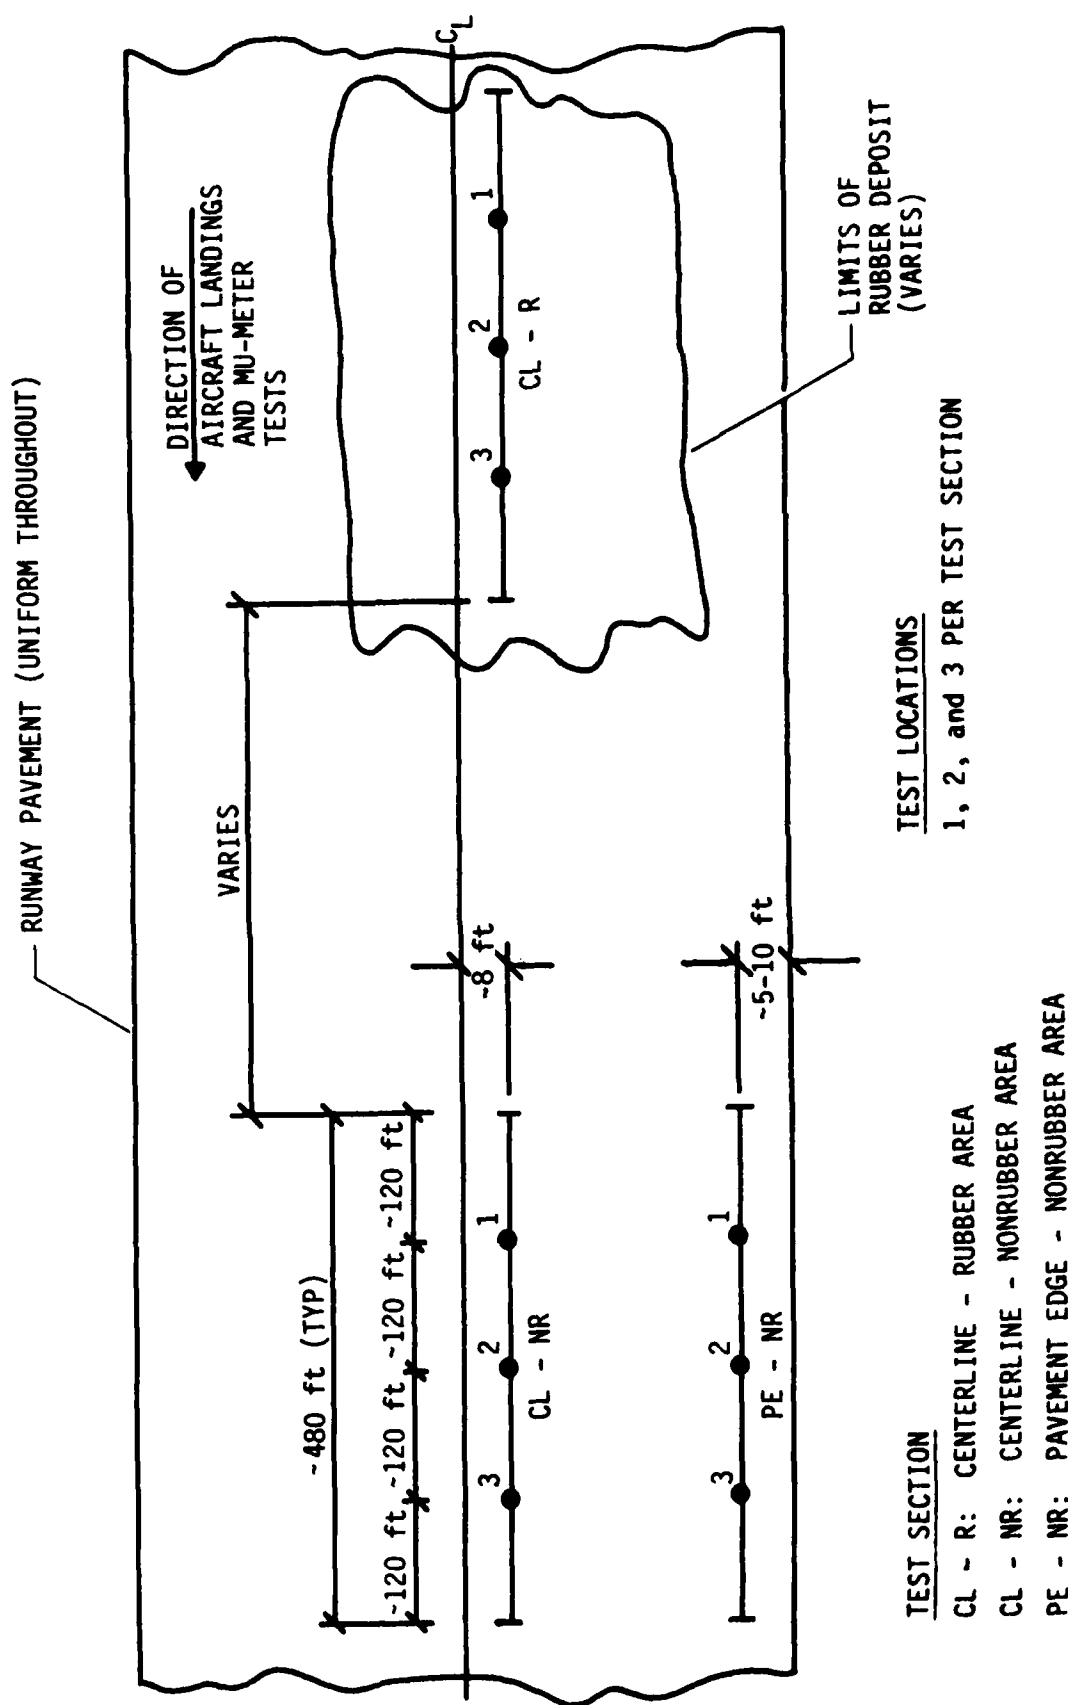 RUNWAY PAVEMENT (UNIFORM THROUGHOUT)
DIRECTION OF
AIRCRAFT LANDINGS
AND MU-METER
TESTS
VARIES
~480 ft (TYP)
~120 ft
~120 ft
~120 ft
~120 ft
CL
~8 ft
3
2
1
CL - NR
3
2
1
CL - R
~5-10 ft
3
2
1
PE - NR
LIMITS OF
RUBBER DEPOSIT
(VARIES)
TEST SECTION
CL - R: CENTERLINE - RUBBER AREA
CL - NR: CENTERLINE - NONRUBBER AREA
PE - NR: PAVEMENT EDGE - NONRUBBER AREA
TEST LOCATIONS
1, 2, and 3 PER TEST SECTION